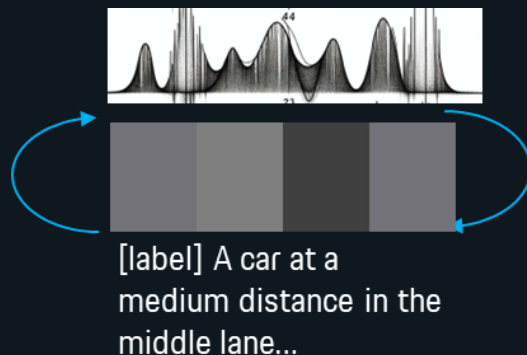 44
[label] A car at a
medium distance in the
middle lane...